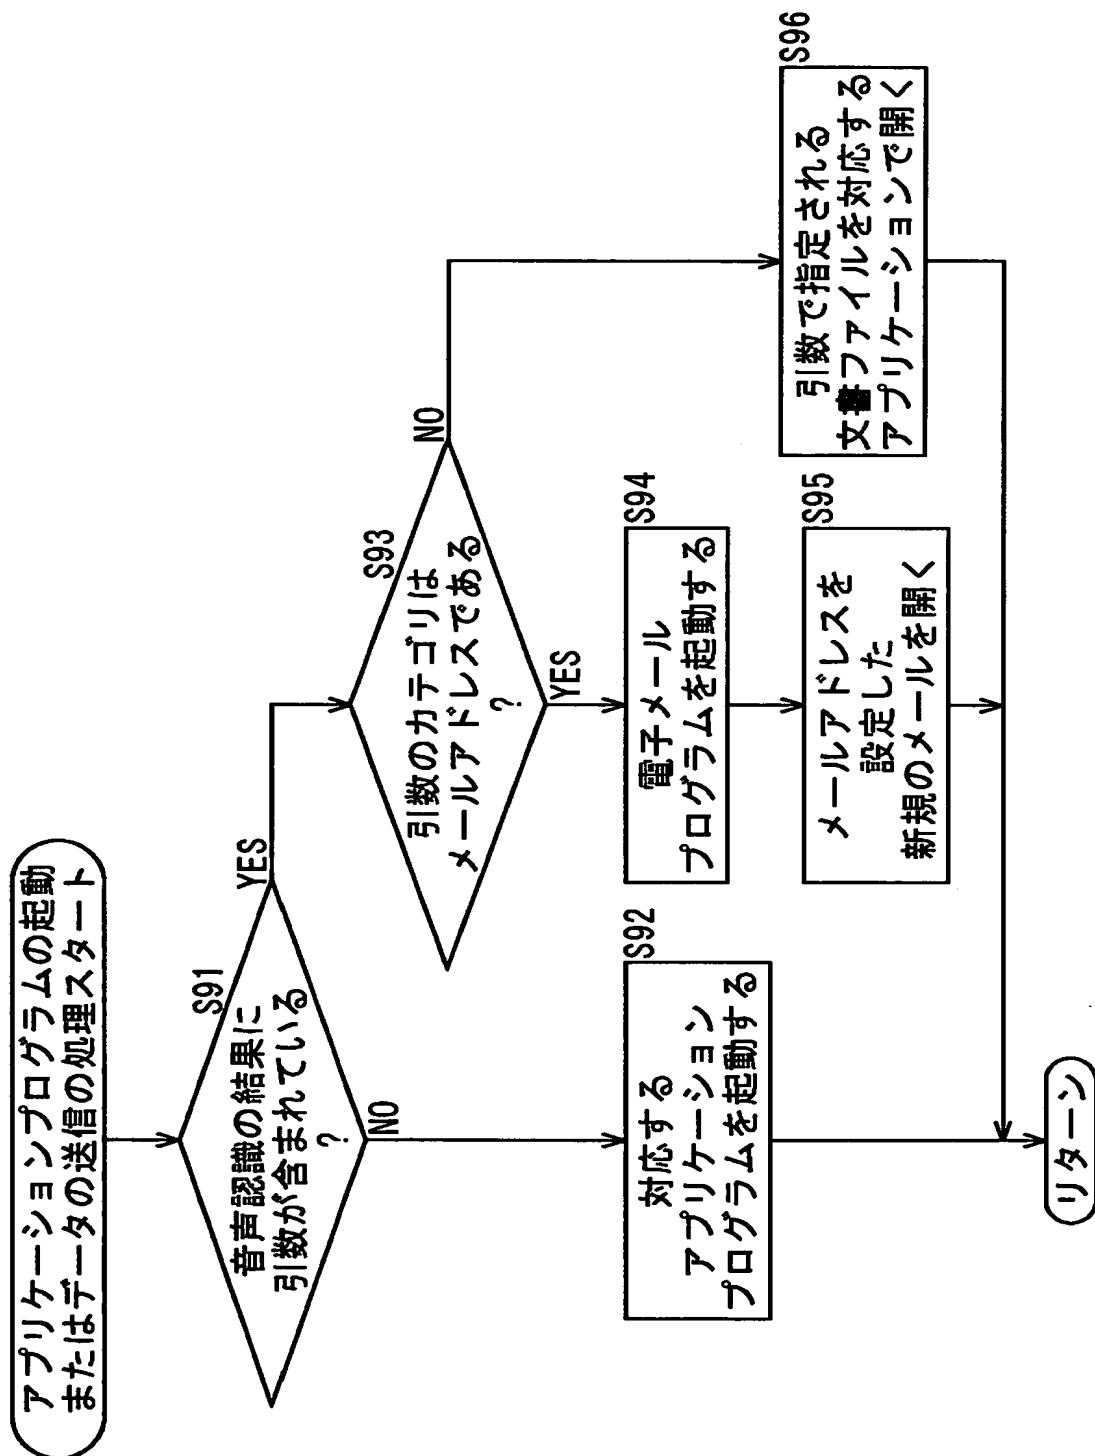 アプリケーションプログラムの起動
またはデータの送信の処理スタート
S91
音声認識の結果に
引数が含まれている
?
YES
NO
S92
対応する
アプリケーション
プログラムを起動する
S93
引数のカテゴリは
メールアドレスである
?
NO
YES
S94
電子メール
プログラムを起動する
S95
メールアドレスを
設定した
新規のメールを開く
S96
引数で指定される
文書ファイルを対応する
アプリケーションで開く
リターン